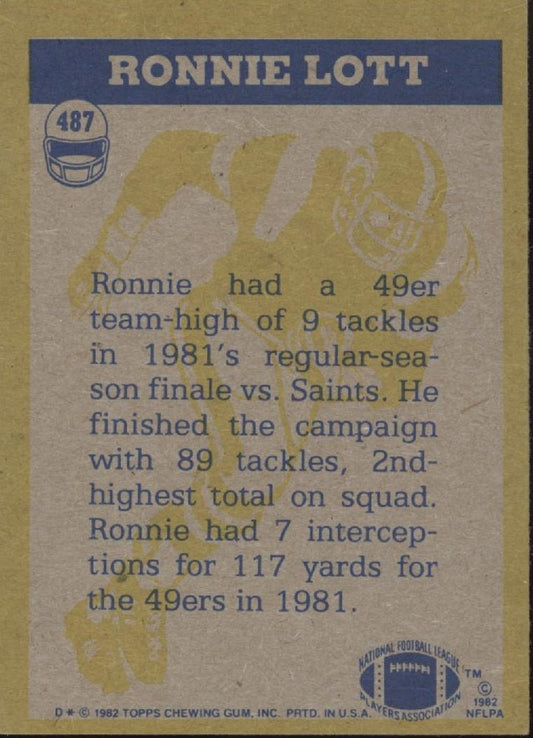 RONNIE LOTT
487
Ronnie had a 49er
team-high of 9 tackles
in 1981's regular-sea-
son finale vs. Saints. He
finished the campaign
with 89 tackles, 2nd-
highest total on squad.
Ronnie had 7 intercep-
tions for 117 yards for
the 49ers in 1981.
NATIONAL FOOTBALL LEAGUE
PLAYERS ASSOCIATION
TM
©
1982
NFLPA
D * © 1982 TOPPS CHEWING GUM, INC. PRTD. IN U.S.A.